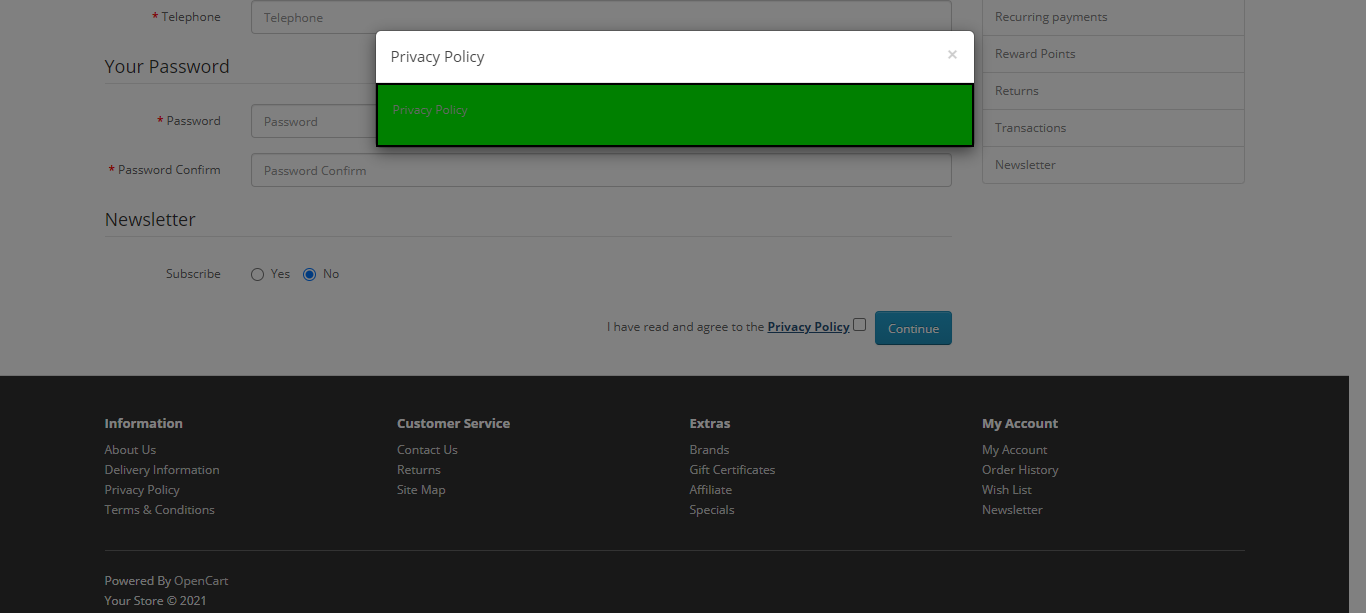 * Telephone
Telephone
Recurring payments
Privacy Policy ×
Reward Points
Your Password
Returns
Privacy Policy
* Password
Password
Transactions
* Password Confirm
Password Confirm
Newsletter
Newsletter
Subscribe Yes No
I have read and agree to the Privacy Policy Continue
Information
About Us
Delivery Information
Privacy Policy
Terms & Conditions
Customer Service
Contact Us
Returns
Site Map
Extras
Brands
Gift Certificates
Affiliate
Specials
My Account
My Account
Order History
Wish List
Newsletter
Powered By OpenCart
Your Store © 2021